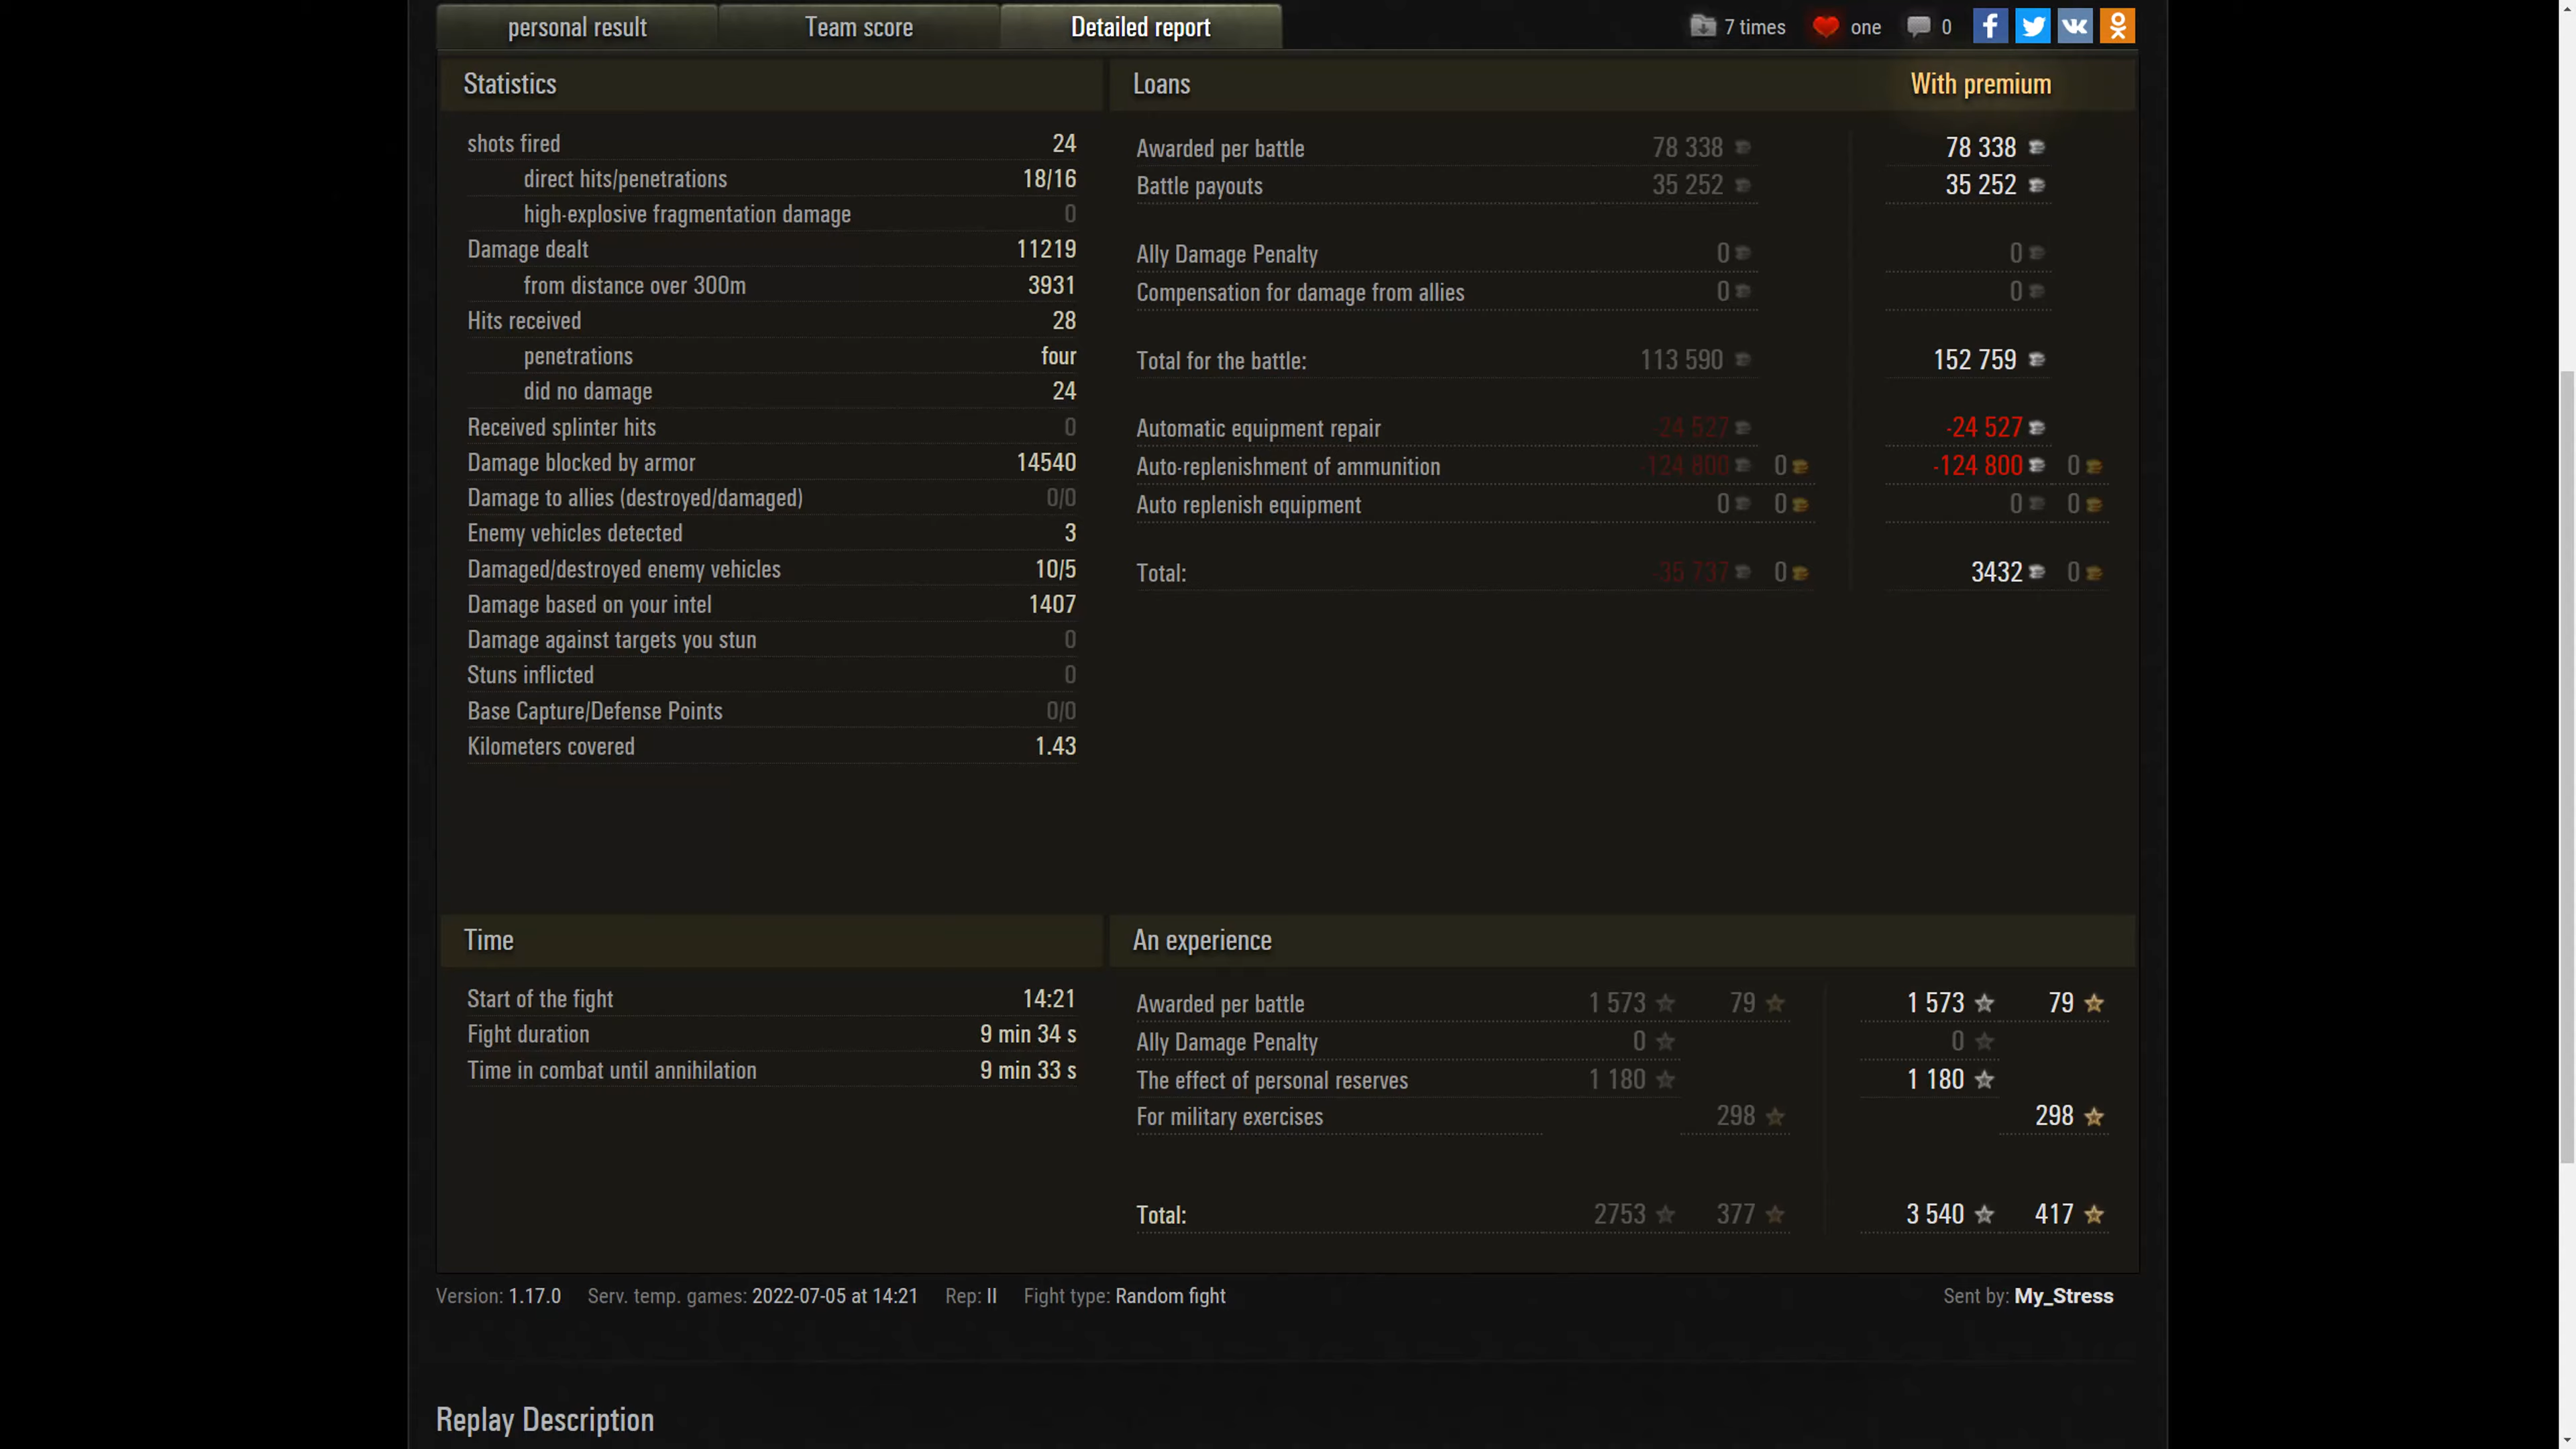 personal result Team score Detailed report 7 times one 0
Statistics
shots fired 24
direct hits/penetrations 18/16
high-explosive fragmentation damage 0
Damage dealt 11219
from distance over 300m 3931
Hits received 28
penetrations four
did no damage 24
Received splinter hits 0
Damage blocked by armor 14540
Damage to allies (destroyed/damaged) 0/0
Enemy vehicles detected 3
Damaged/destroyed enemy vehicles 10/5
Damage based on your intel 1407
Damage against targets you stun 0
Stuns inflicted 0
Base Capture/Defense Points 0/0
Kilometers covered 1.43
Loans With premium
Awarded per battle 78 338 78 338
Battle payouts 35 252 35 252
Ally Damage Penalty 0 0
Compensation for damage from allies 0 0
Total for the battle: 113 590 152 759
Automatic equipment repair -24 527 -24 527
Auto-replenishment of ammunition -124 800 0 -124 800 0
Auto replenish equipment 0 0 0 0
Total: -35 737 0 3432 0
Time
Start of the fight 14:21
Fight duration 9 min 34 s
Time in combat until annihilation 9 min 33 s
An experience
Awarded per battle 1 573 79 1 573 79
Ally Damage Penalty 0 0
The effect of personal reserves 1 180 1 180
For military exercises 298 298
Total: 2753 377 3 540 417
Version: 1.17.0 Serv. temp. games: 2022-07-05 at 14:21 Rep: II Fight type: Random fight Sent by: My_Stress
Replay Description